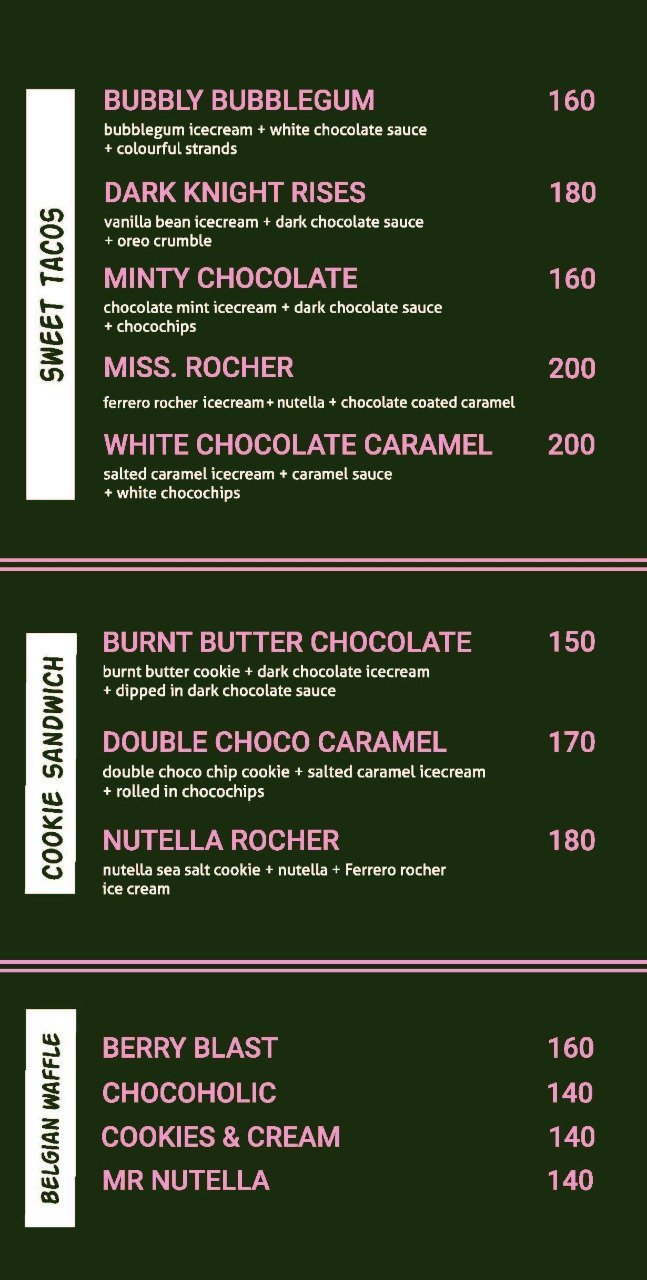 SWEET TACOS
BUBBLY BUBBLEGUM 160
bubblegum icecream + white chocolate sauce
+ colourful strands
DARK KNIGHT RISES 180
vanilla bean icecream + dark chocolate sauce
+ oreo crumble
MINTY CHOCOLATE 160
chocolate mint icecream + dark chocolate sauce
+ chocochips
MISS. ROCHER 200
ferrero rocher icecream + nutella + chocolate coated caramel
WHITE CHOCOLATE CARAMEL 200
salted caramel icecream + caramel sauce
+ white chocochips
COOKIE SANDWICH
BURNT BUTTER CHOCOLATE 150
burnt butter cookie + dark chocolate icecream
+ dipped in dark chocolate sauce
DOUBLE CHOCO CARAMEL 170
double choco chip cookie + salted caramel icecream
+ rolled in chocochips
NUTELLA ROCHER 180
nutella sea salt cookie + nutella + Ferrero rocher
ice cream
BELGIAN WAFFLE
BERRY BLAST 160
CHOCOHOLIC 140
COOKIES & CREAM 140
MR NUTELLA 140